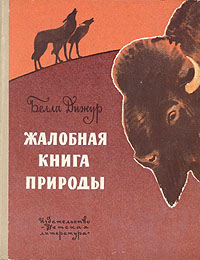 Белла Дижур
ЖАЛОБНАЯ
КНИГА
ПРИРОДЫ
Издательство
"Детская
литература"